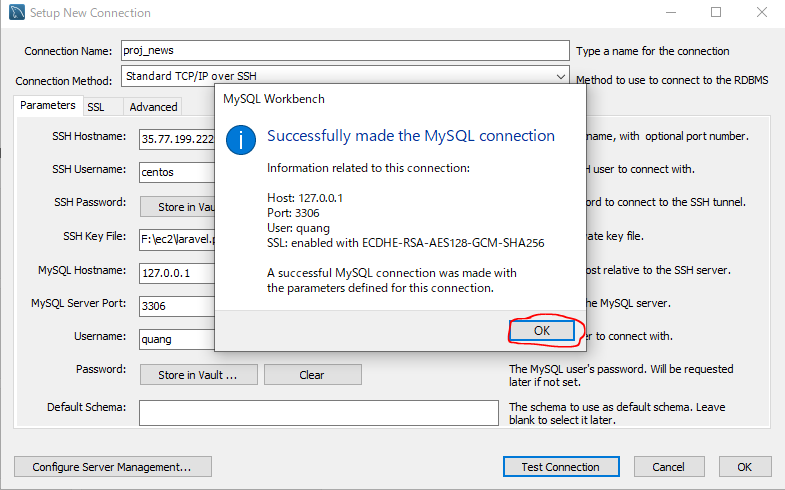 Setup New Connection
Connection Name: proj_news Type a name for the connection
Connection Method: Standard TCP/IP over SSH Method to use to connect to the RDBMS
Parameters SSL Advanced
MySQL Workbench
Successfully made the MySQL connection
Information related to this connection:
Host: 127.0.0.1
Port: 3306
User: quang
SSL: enabled with ECDHE-RSA-AES128-GCM-SHA256
A successful MySQL connection was made with
the parameters defined for this connection.
OK
SSH Hostname: 35.77.199.222 name, with optional port number.
SSH Username: centos user to connect with.
SSH Password: Store in Vau to connect to the SSH tunnel.
SSH Key File: F:\ec2\laravel.p key file.
MySQL Hostname: 127.0.0.1 relative to the SSH server.
MySQL Server Port: 3306 the MySQL server.
Username: quang to connect with.
Password: Store in Vault ... Clear The MySQL user's password. Will be requested
later if not set.
Default Schema: The schema to use as default schema. Leave
blank to select it later.
Configure Server Management... Test Connection Cancel OK